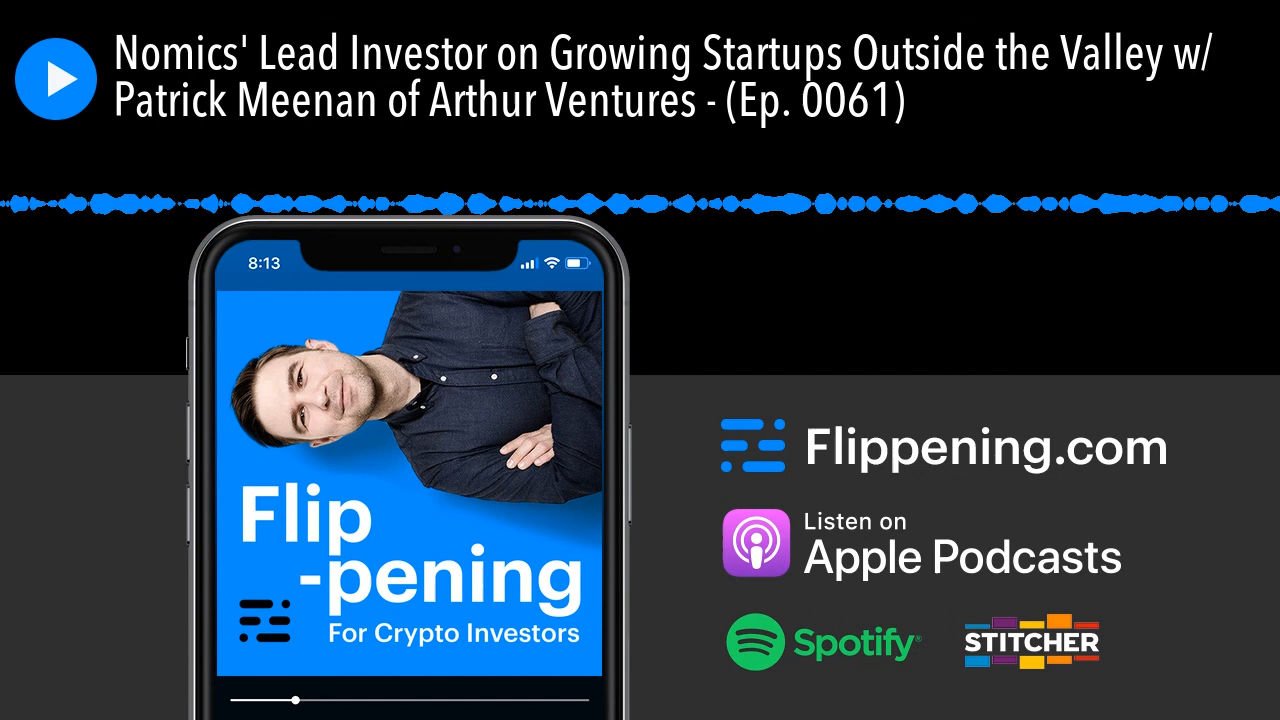 Nomics' Lead Investor on Growing Startups Outside the Valley w/
Patrick Meenan of Arthur Ventures - (Ep. 0061)
8:13
Flip
-pening
For Crypto Investors
Flippening.com
Listen on
Apple Podcasts
Spotify®
STITCHER